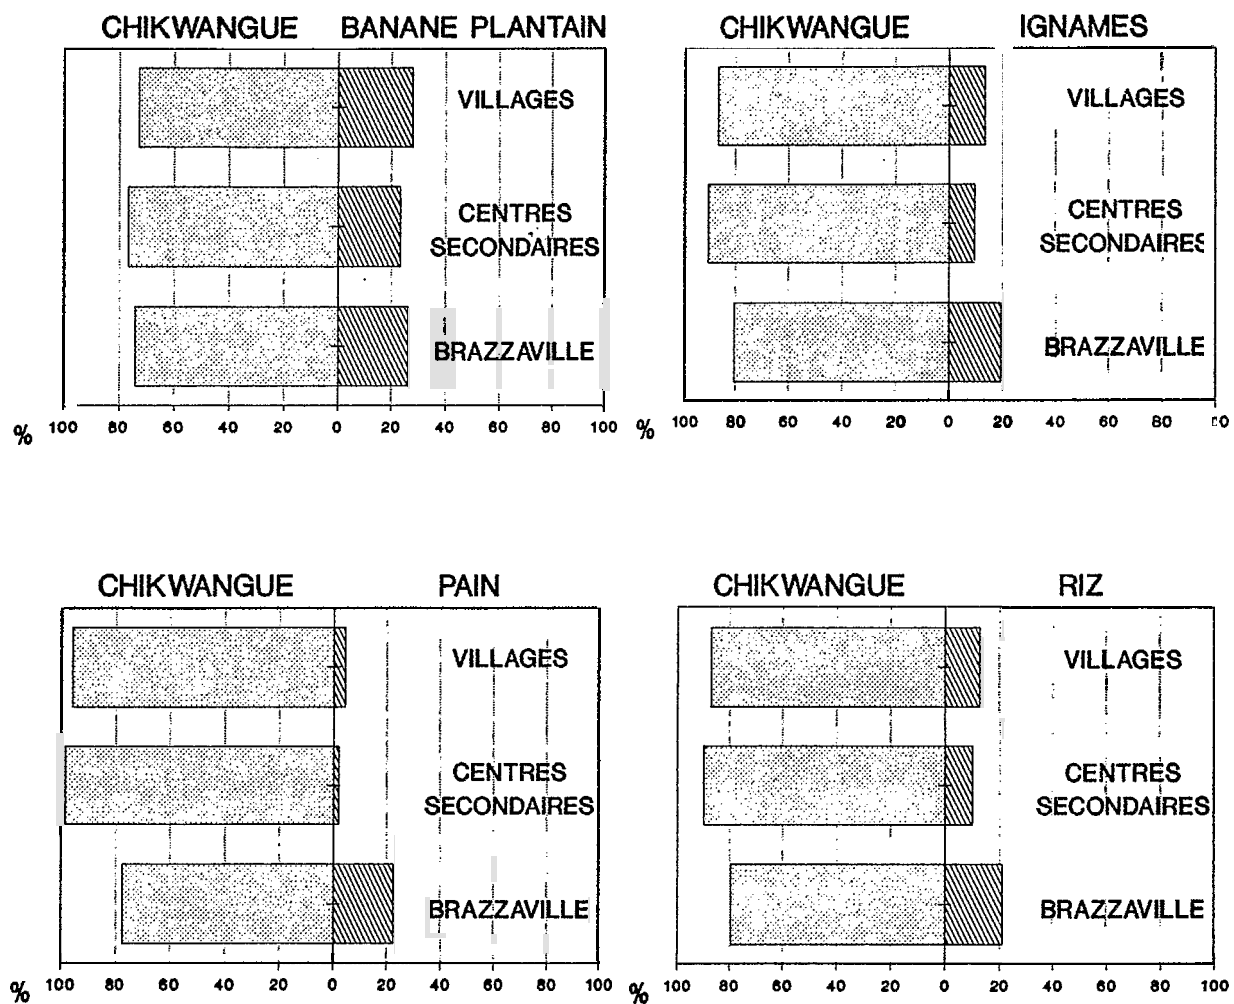 CHIKWANGUE BANANE PLANTAIN
VILLAGES
CENTRES
SECONDAIRES
BRAZZAVILLE
% 100 80 60 40 20 0 20 40 60 80 100
CHIKWANGUE IGNAMES
VILLAGES
CENTRES
SECONDAIRES
BRAZZAVILLE
% 100 80 60 40 20 0 20 40 60 80
CHIKWANGUE PAIN
VILLAGES
CENTRES
SECONDAIRES
BRAZZAVILLE
% 100 80 60 40 20 0 20 40 60 80 100
CHIKWANGUE RIZ
VILLAGES
CENTRES
SECONDAIRES
BRAZZAVILLE
% 100 80 60 40 20 0 20 40 60 80 100